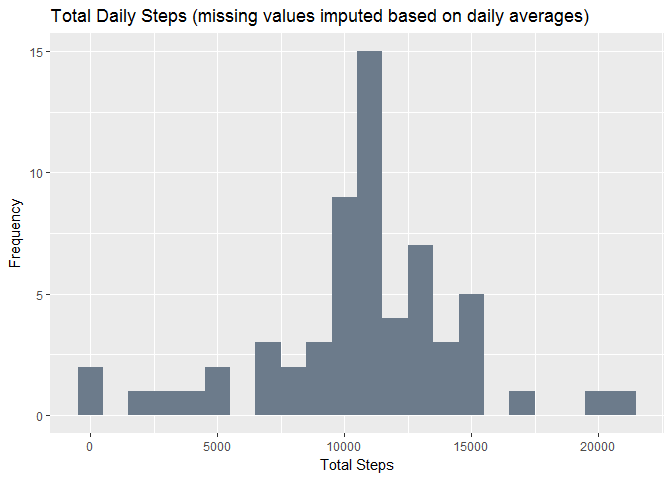 Total Daily Steps (missing values imputed based on daily averages)
15
10
5
0
Frequency
0 5000 10000 15000 20000
Total Steps